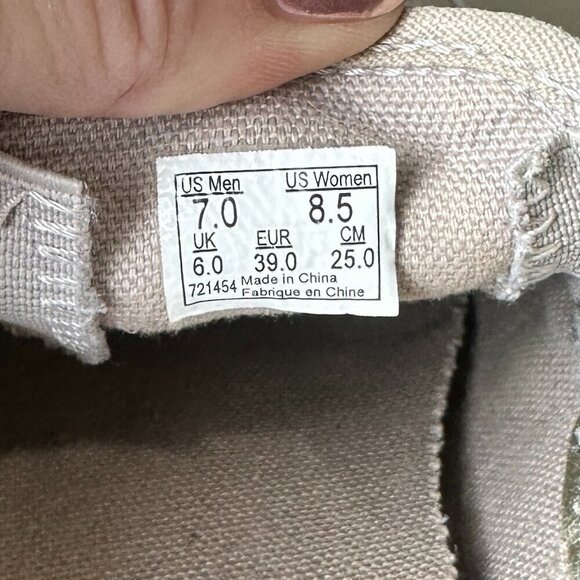 US Men US Women
7.0 8.5
UK EUR CM
6.0 39.0 25.0
721454 Made in China
Fabrique en Chine